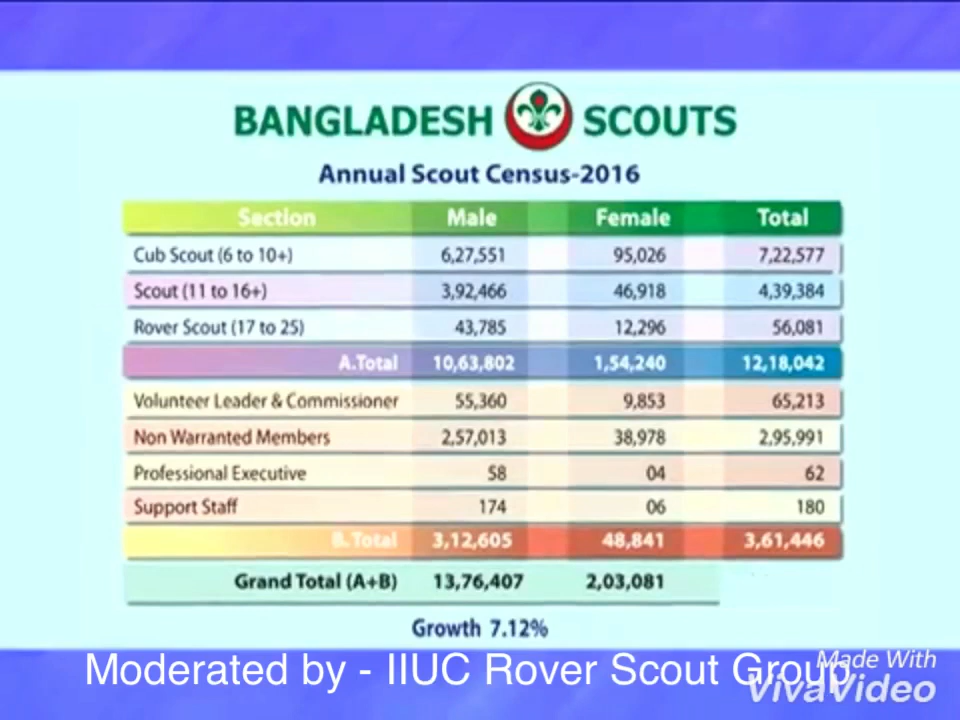 BANGLADESH SCOUTS
Annual Scout Census-2016
Section Male Female Total
Cub Scout (6 to 10+) 6,27,551 95,026 7,22,577
Scout (11 to 16+) 3,92,466 46,918 4,39,384
Rover Scout (17 to 25) 43,785 12,296 56,081
A.Total 10,63,802 1,54,240 12,18,042
Volunteer Leader & Commissioner 55,360 9,853 65,213
Non Warranted Members 2,57,013 38,978 2,95,991
Professional Executive 58 04 62
Support Staff 174 06 180
B.Total 3,12,605 48,841 3,61,446
Grand Total (A+B) 13,76,407 2,03,081
Growth 7.12%
Moderated by - IIUC Rover Scout Group
Made With
VivaVideo